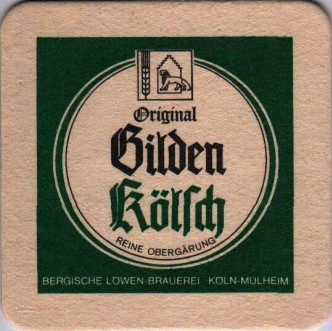 Original
Gilden
Kölsch
REINE OBERGÄRUNG
BERGISCHE LÖWEN-BRAUEREI KÖLN-MÜLHEIM